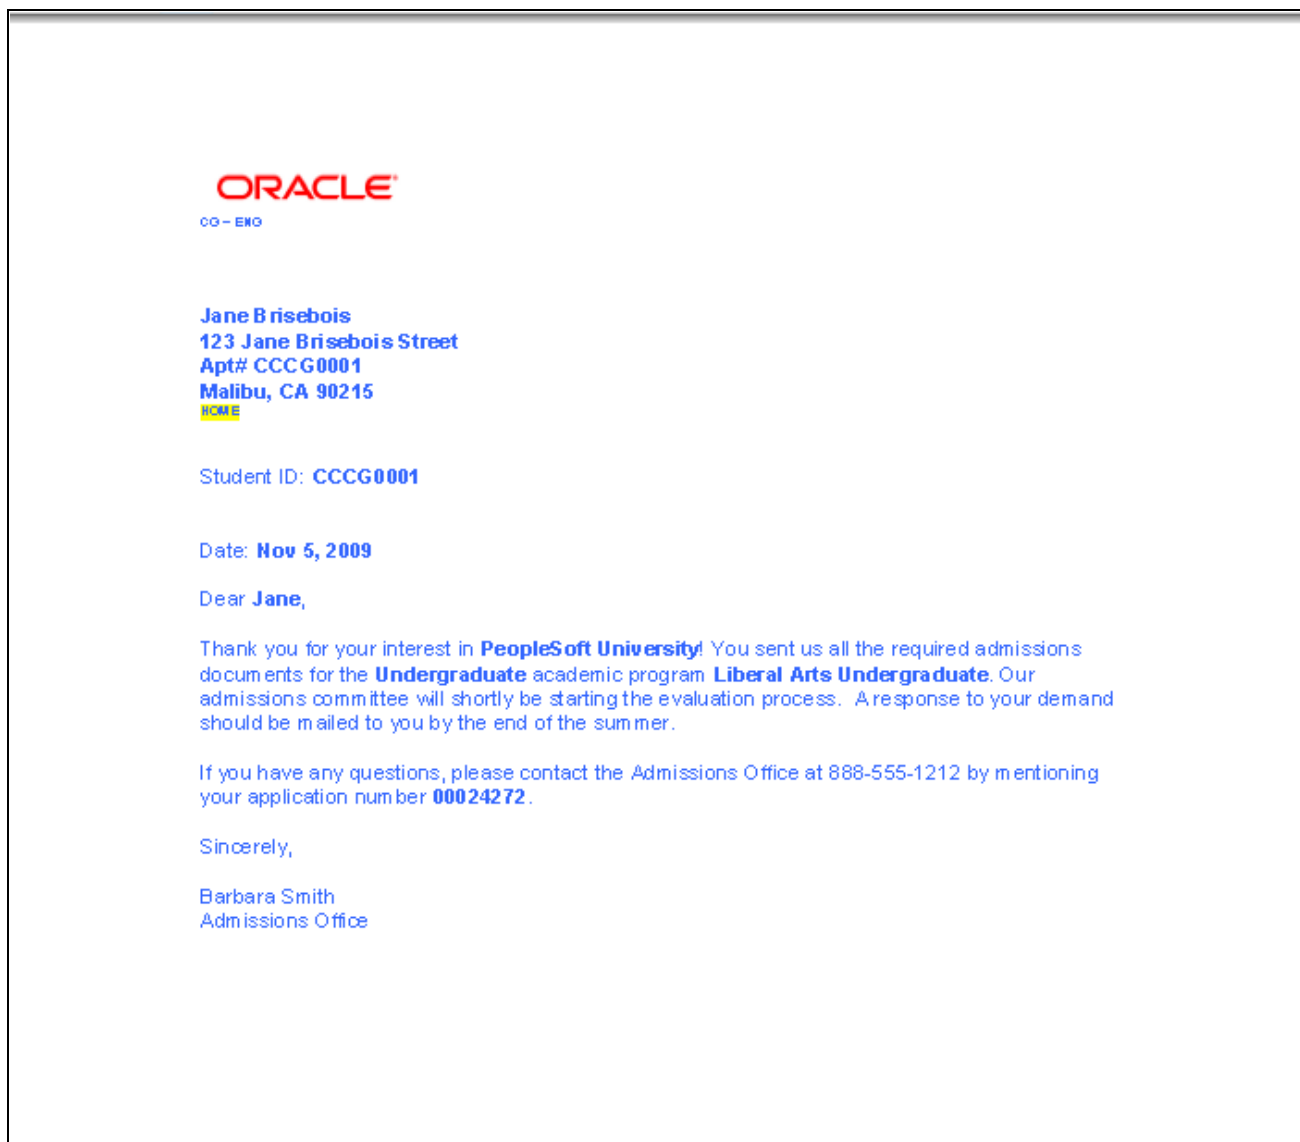 ORACLE
CG – ENG
Jane Brisebois
123 Jane Brisebois Street
Apt# CCCG0001
Malibu, CA 90215
HOME
Student ID: CCCG0001
Date: Nov 5, 2009
Dear Jane,
Thank you for your interest in PeopleSoft University! You sent us all the required admissions
documents for the Undergraduate academic program Liberal Arts Undergraduate. Our
admissions committee will shortly be starting the evaluation process. A response to your demand
should be mailed to you by the end of the summer.
If you have any questions, please contact the Admissions Office at 888-555-1212 by mentioning
your application number 00024272.
Sincerely,
Barbara Smith
Admissions Office